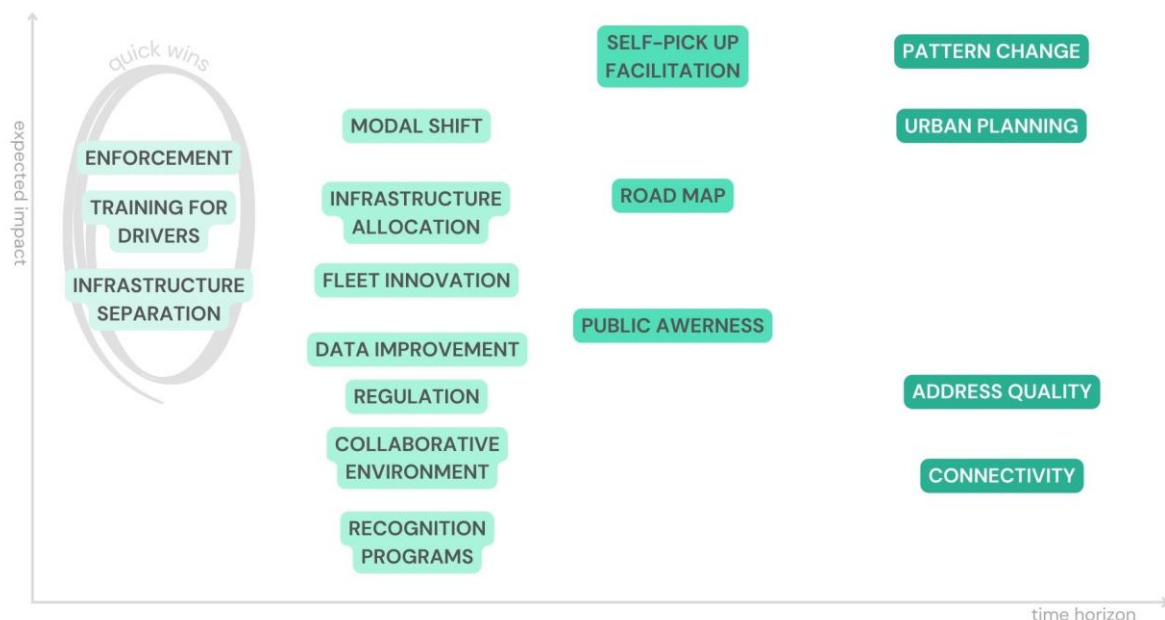 expected impact
quick wins
ENFORCEMENT
TRAINING FOR
DRIVERS
INFRASTRUCTURE
SEPARATION
MODAL SHIFT
INFRASTRUCTURE
ALLOCATION
FLEET INNOVATION
DATA IMPROVEMENT
REGULATION
COLLABORATIVE
ENVIRONMENT
RECOGNITION
PROGRAMS
SELF-PICK UP
FACILITATION
ROAD MAP
PUBLIC AWERNESS
PATTERN CHANGE
URBAN PLANNING
ADDRESS QUALITY
CONNECTIVITY
time horizon